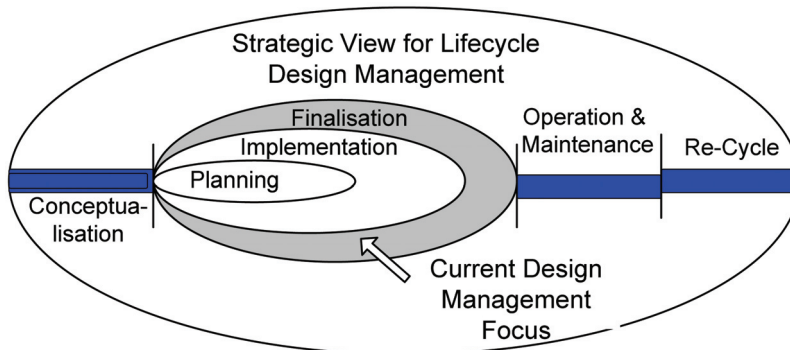 Strategic View for Lifecycle
Design Management
Finalisation
Implementation
Planning
Conceptua-
lisation
Operation &
Maintenance
Re-Cycle
Current Design
Management
Focus